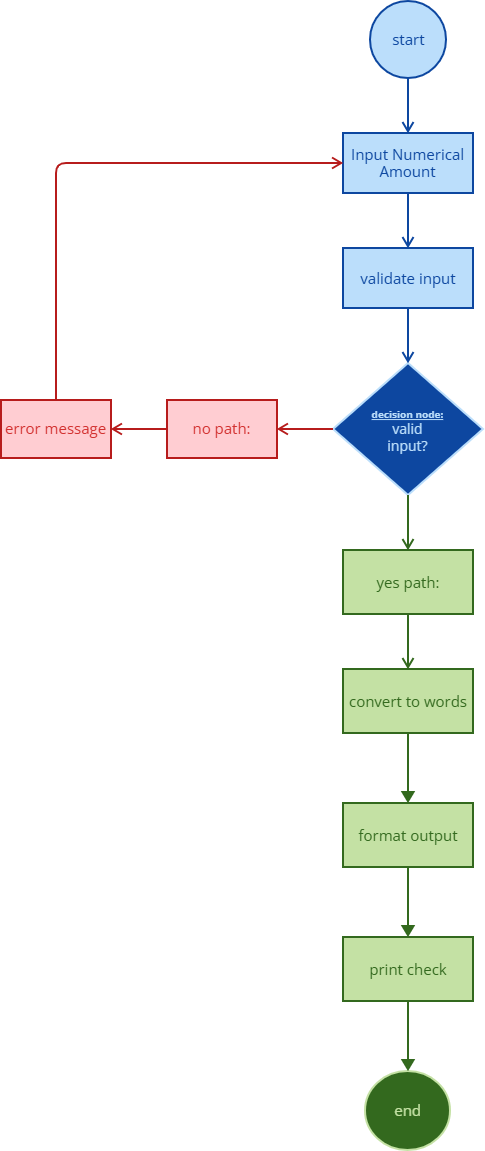 start
Input Numerical
Amount
validate input
decision node:
valid
input?
no path:
error message
yes path:
convert to words
format output
print check
end